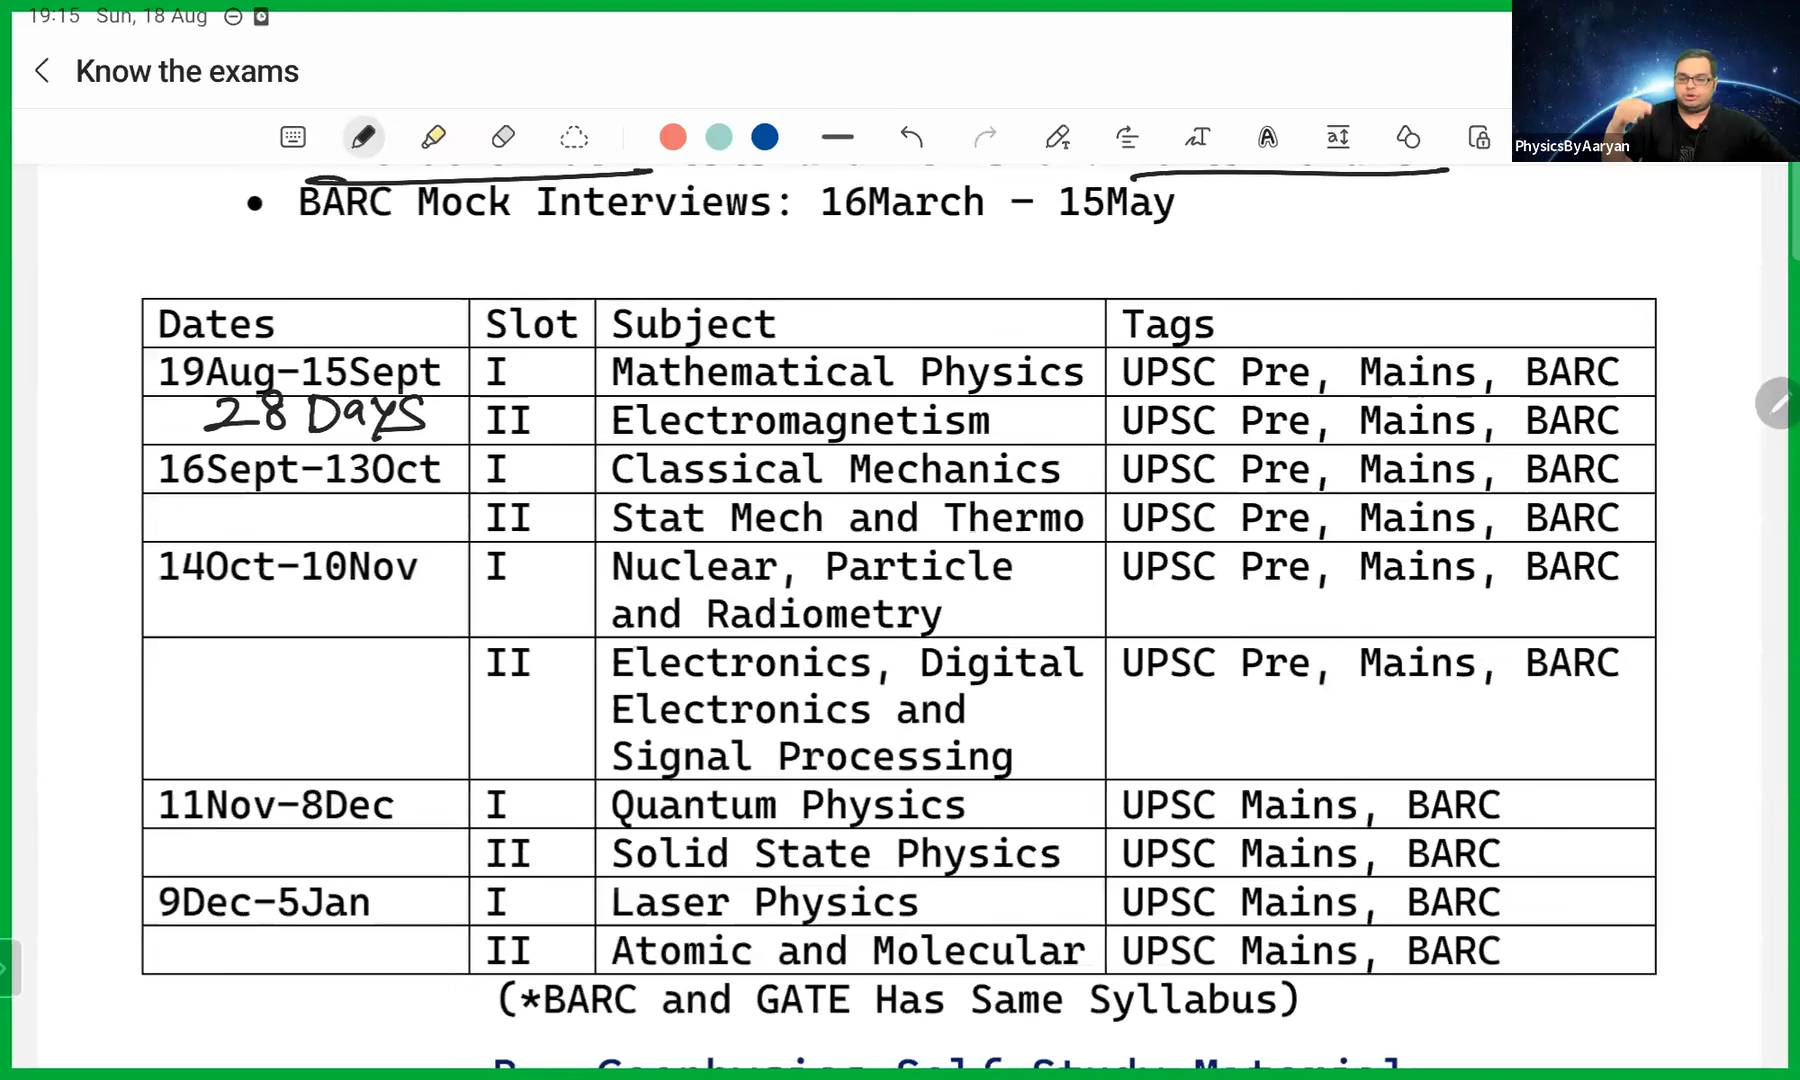 19:15 Sun, 18 Aug
Know the exams
PhysicsByAaryan
• BARC Mock Interviews: 16March – 15May
Dates Slot Subject Tags
19Aug–15Sept I Mathematical Physics UPSC Pre, Mains, BARC
28 Days II Electromagnetism UPSC Pre, Mains, BARC
16Sept–13Oct I Classical Mechanics UPSC Pre, Mains, BARC
II Stat Mech and Thermo UPSC Pre, Mains, BARC
14Oct–10Nov I Nuclear, Particle UPSC Pre, Mains, BARC
and Radiometry
II Electronics, Digital UPSC Pre, Mains, BARC
Electronics and
Signal Processing
11Nov–8Dec I Quantum Physics UPSC Mains, BARC
II Solid State Physics UPSC Mains, BARC
9Dec–5Jan I Laser Physics UPSC Mains, BARC
II Atomic and Molecular UPSC Mains, BARC
(*BARC and GATE Has Same Syllabus)